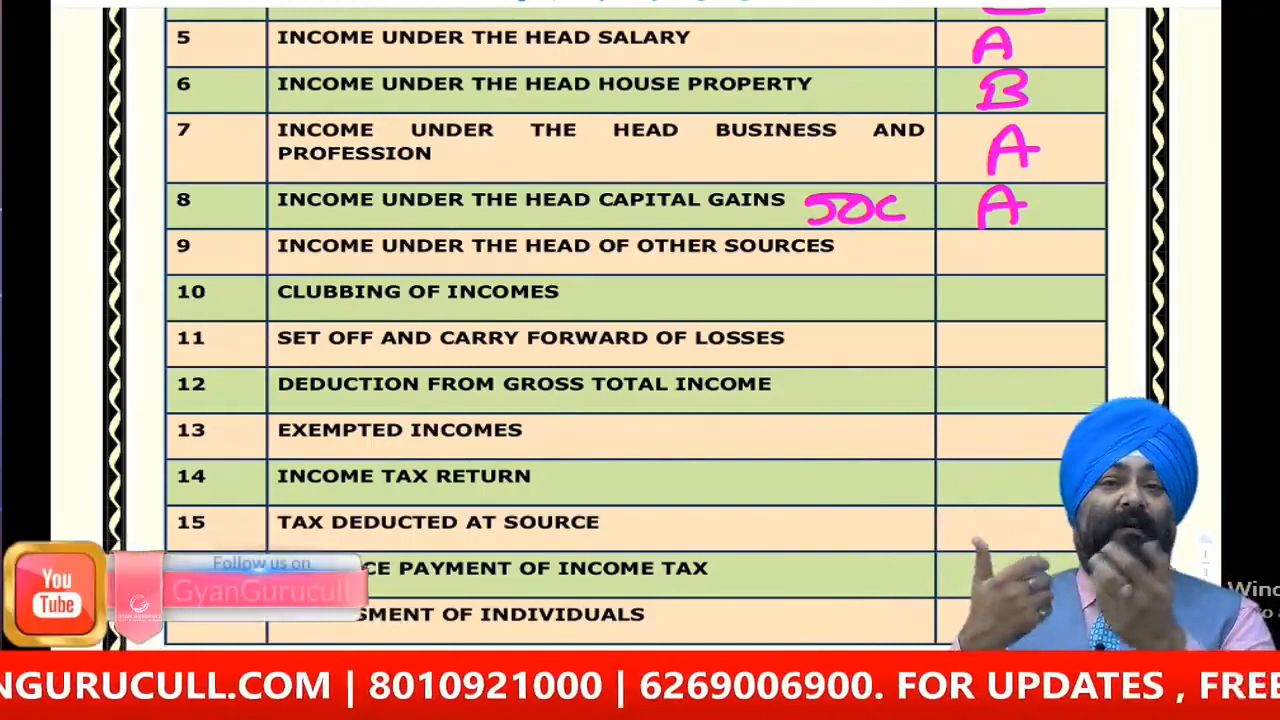 5 INCOME UNDER THE HEAD SALARY A
6 INCOME UNDER THE HEAD HOUSE PROPERTY B
7 INCOME UNDER THE HEAD BUSINESS AND
PROFESSION A
8 INCOME UNDER THE HEAD CAPITAL GAINS SOC A
9 INCOME UNDER THE HEAD OF OTHER SOURCES
10 CLUBBING OF INCOMES
11 SET OFF AND CARRY FORWARD OF LOSSES
12 DEDUCTION FROM GROSS TOTAL INCOME
13 EXEMPTED INCOMES
14 INCOME TAX RETURN
15 TAX DEDUCTED AT SOURCE
CE PAYMENT OF INCOME TAX
SMENT OF INDIVIDUALS
You
Tube
Follow us on
GyanGurucull
NGURUCULL.COM | 8010921000 | 6269006900. FOR UPDATES , FREE